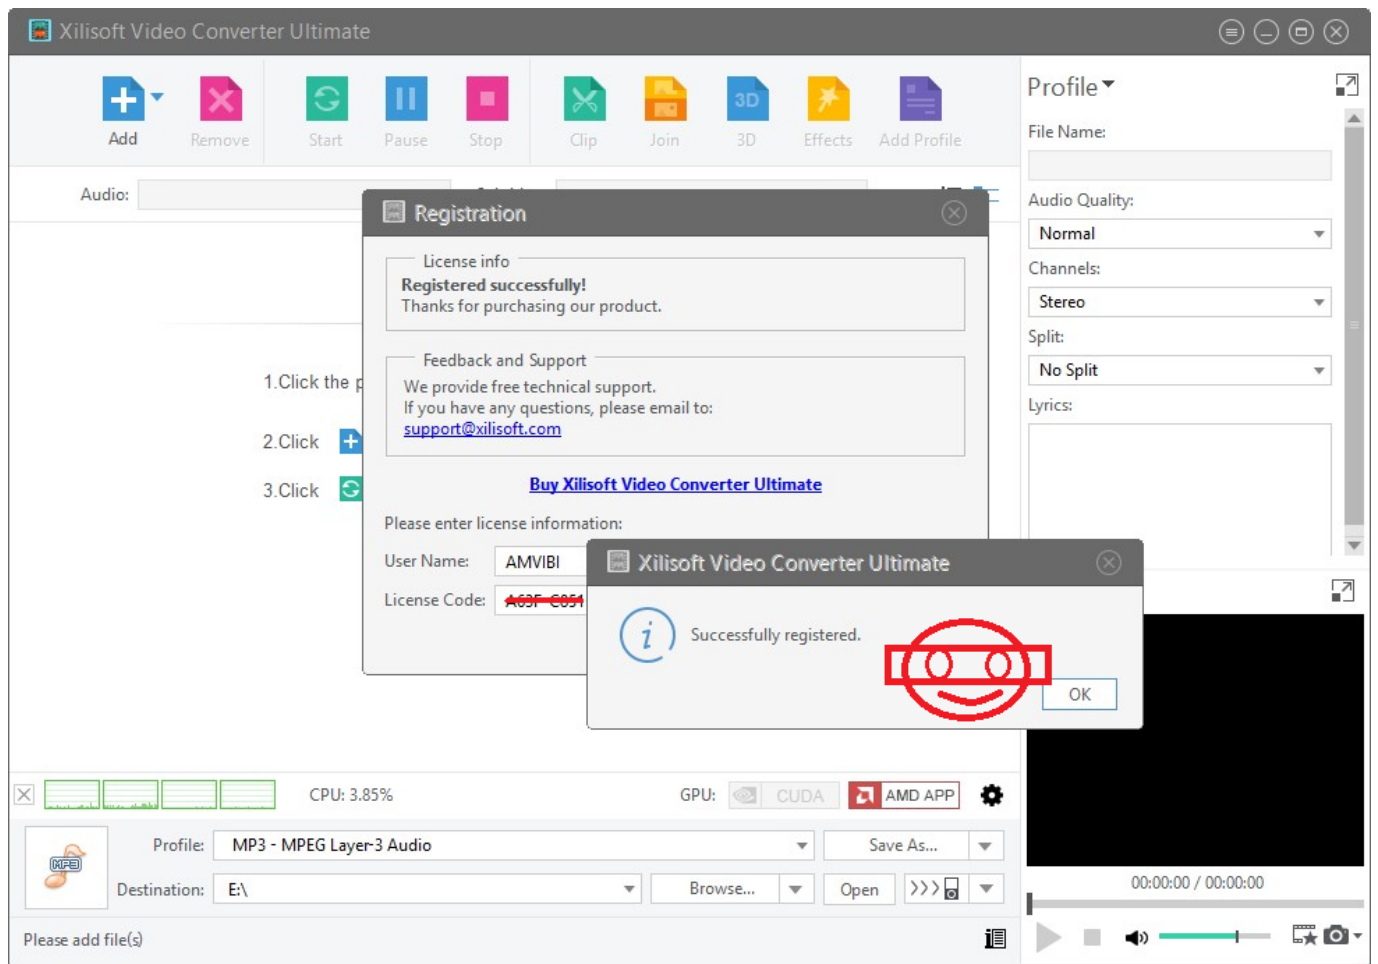 Xilisoft Video Converter Ultimate
Add
Remove
Start
Pause
Stop
Clip
Join
3D
3D
Effects
Add Profile
Audio:
Profile
File Name:
Audio Quality:
Normal
Channels:
Stereo
Split:
No Split
Lyrics:
1.Click the
2.Click
3.Click
Registration
License info
Registered successfully!
Thanks for purchasing our product.
Feedback and Support
We provide free technical support.
If you have any questions, please email to:
support@xilisoft.com
Buy Xilisoft Video Converter Ultimate
Please enter license information:
User Name: AMVIBI
License Code:
Xilisoft Video Converter Ultimate
Successfully registered.
OK
CPU: 3.85%
GPU: CUDA AMD APP
MP3
Profile: MP3 - MPEG Layer-3 Audio
Save As...
Destination: E:\
Browse...
Open
00:00:00 / 00:00:00
Please add file(s)